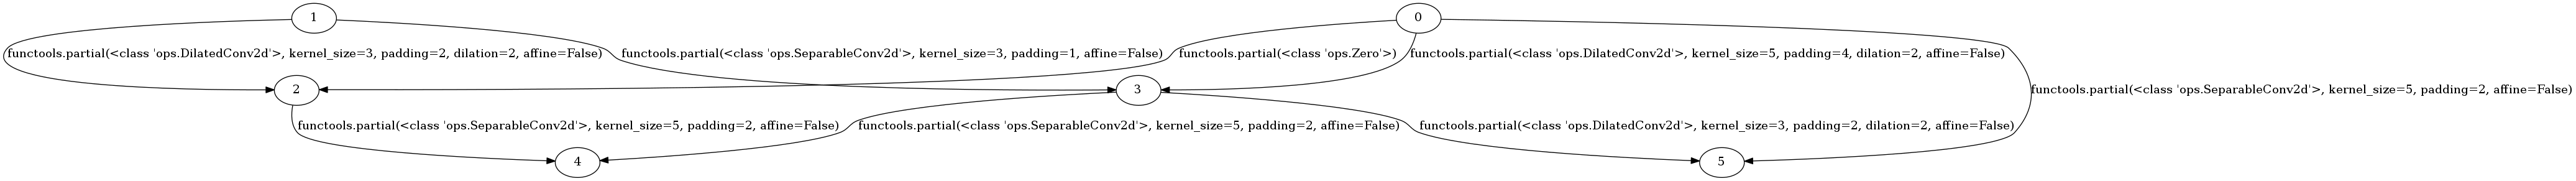 1
0
functools.partial(<class 'ops.DilatedConv2d'>, kernel_size=3, padding=2, dilation=2, affine=False)
functools.partial(<class 'ops.SeparableConv2d'>, kernel_size=3, padding=1, affine=False)
functools.partial(<class 'ops.Zero'>)
functools.partial(<class 'ops.DilatedConv2d'>, kernel_size=5, padding=4, dilation=2, affine=False)
2
3
functools.partial(<class 'ops.SeparableConv2d'>, kernel_size=5, padding=2, affine=False)
functools.partial(<class 'ops.SeparableConv2d'>, kernel_size=5, padding=2, affine=False)
functools.partial(<class 'ops.SeparableConv2d'>, kernel_size=5, padding=2, affine=False)
functools.partial(<class 'ops.DilatedConv2d'>, kernel_size=3, padding=2, dilation=2, affine=False)
4
5